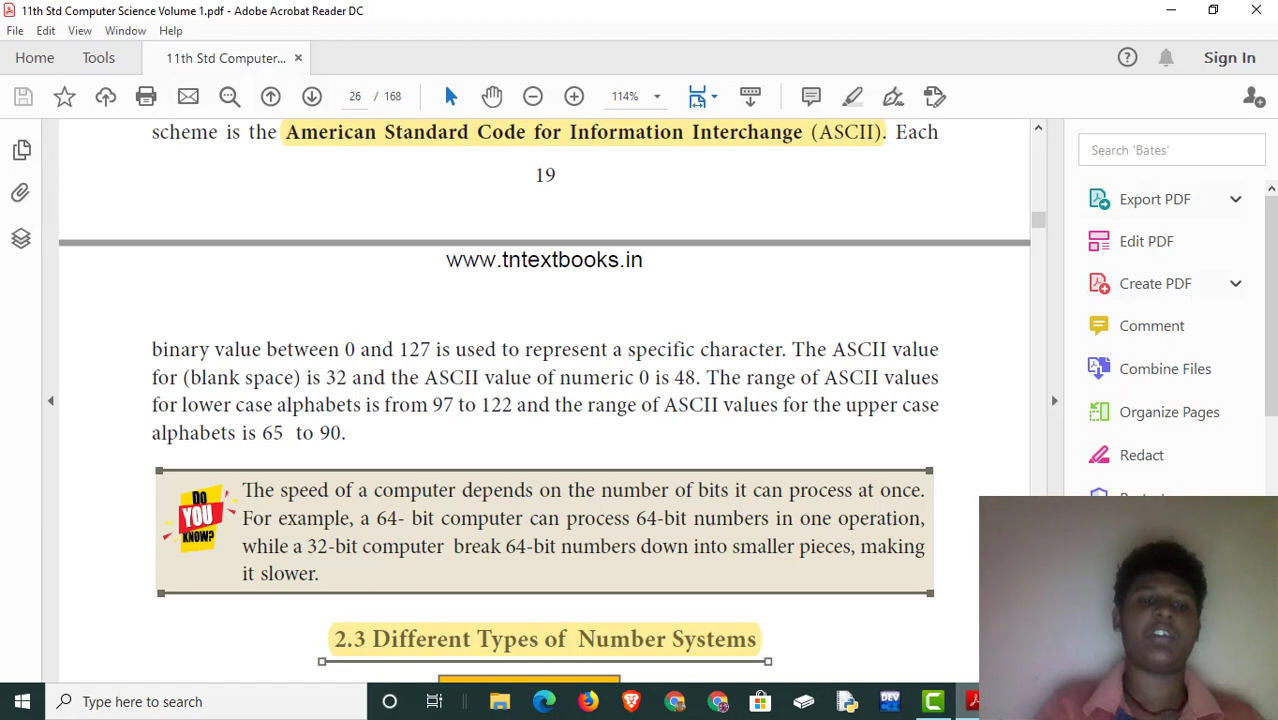 11th Std Computer Science Volume 1.pdf - Adobe Acrobat Reader DC
File Edit View Window Help
Home Tools 11th Std Computer... Sign In
26 / 168 114%
scheme is the American Standard Code for Information Interchange (ASCII). Each
19
www.tntextbooks.in
binary value between 0 and 127 is used to represent a specific character. The ASCII value
for (blank space) is 32 and the ASCII value of numeric 0 is 48. The range of ASCII values
for lower case alphabets is from 97 to 122 and the range of ASCII values for the upper case
alphabets is 65 to 90.
DO
YOU
KNOW?
The speed of a computer depends on the number of bits it can process at once.
For example, a 64- bit computer can process 64-bit numbers in one operation,
while a 32-bit computer break 64-bit numbers down into smaller pieces, making
it slower.
2.3 Different Types of Number Systems
Search 'Bates'
Export PDF
Edit PDF
Create PDF
Comment
Combine Files
Organize Pages
Redact
Type here to search
DEV